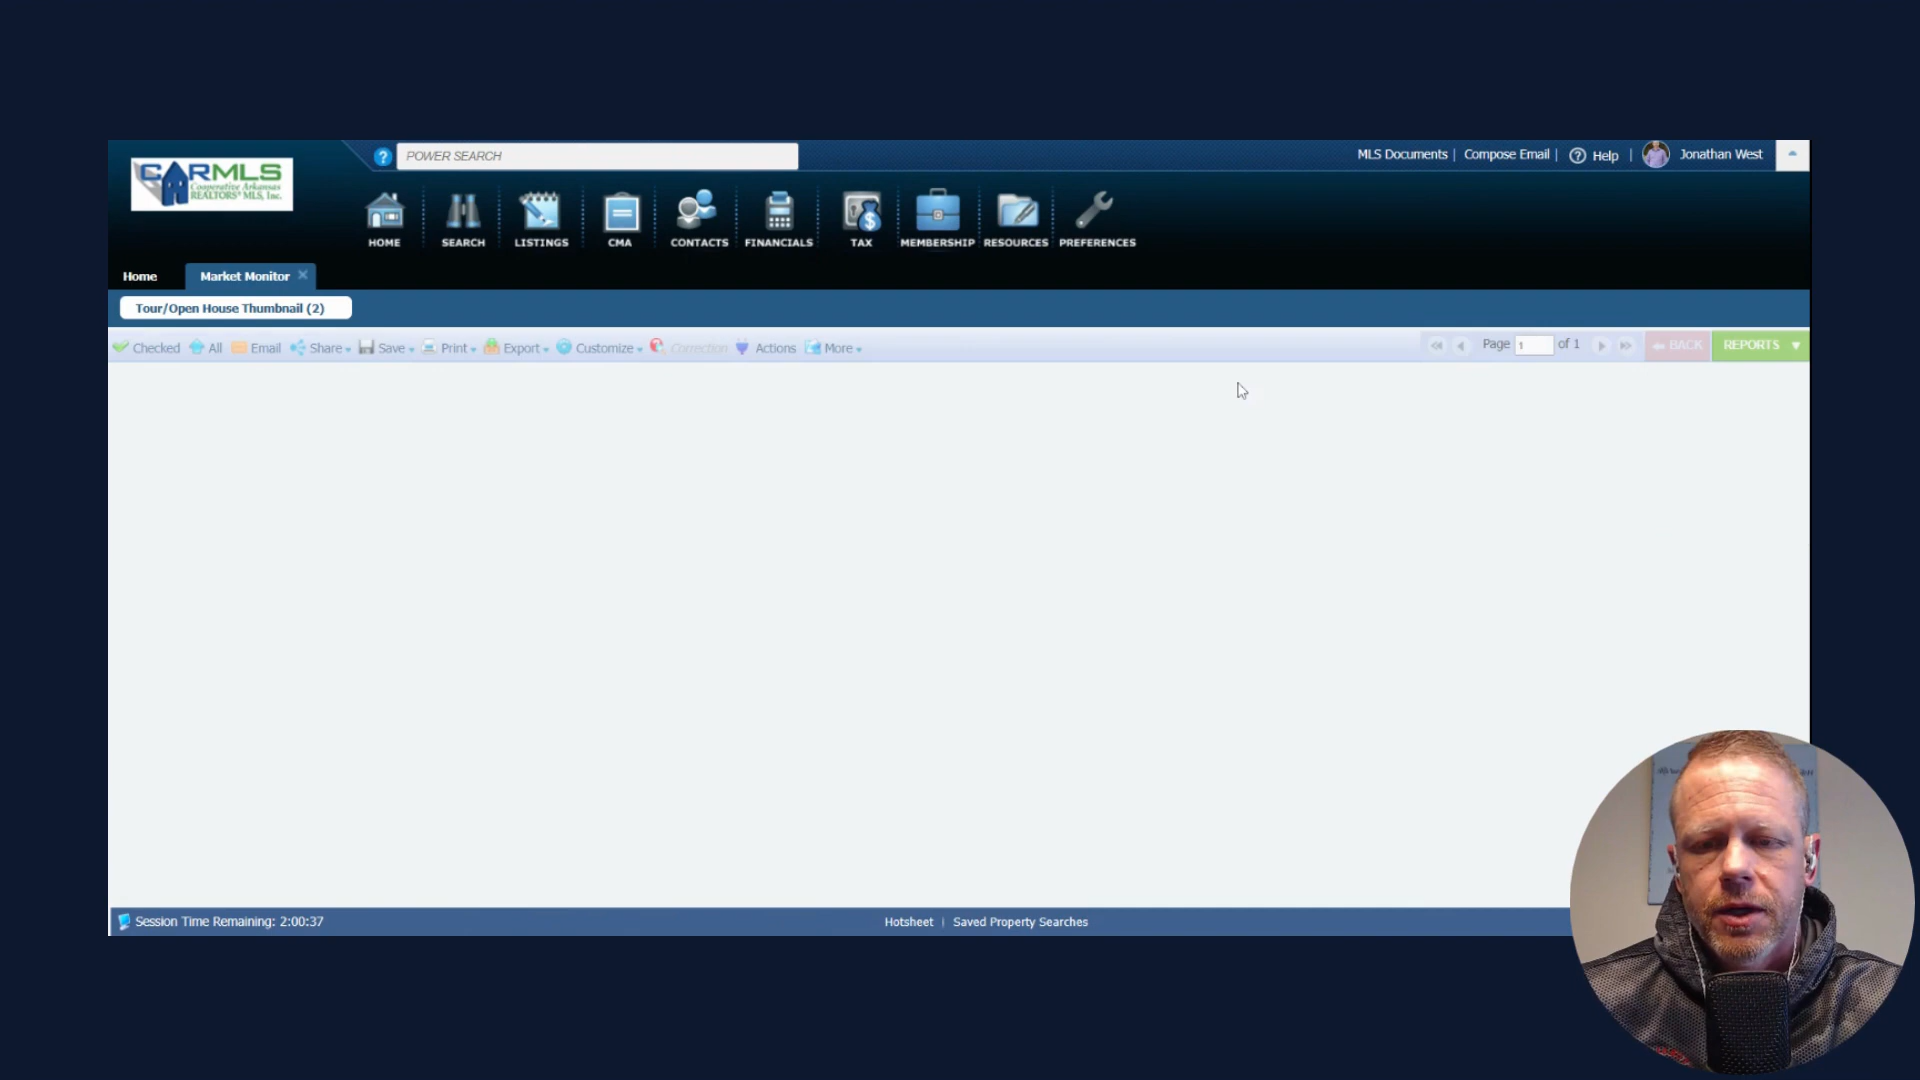 CARMLS
Cooperative Arkansas
REALTORS® MLS, Inc.
? POWER SEARCH
MLS Documents | Compose Email | ? Help | Jonathan West
HOME SEARCH LISTINGS CMA CONTACTS FINANCIALS TAX MEMBERSHIP RESOURCES PREFERENCES
Home Market Monitor
Tour/Open House Thumbnail (2)
Checked All Email Share Save Print Export Customize Correction Actions More Page 1 of 1 BACK REPORTS
Session Time Remaining: 2:00:37 Hotsheet | Saved Property Searches